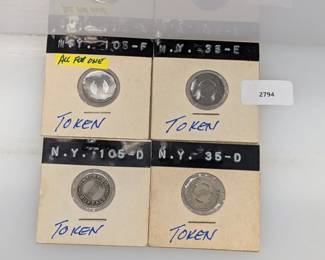 N.Y. 105-F
N.Y. 35-E
ALL FOR ONE
2794
TOKEN
TOKEN
N.Y. 105-D
N.Y. 35-D
TOKEN
TOKEN